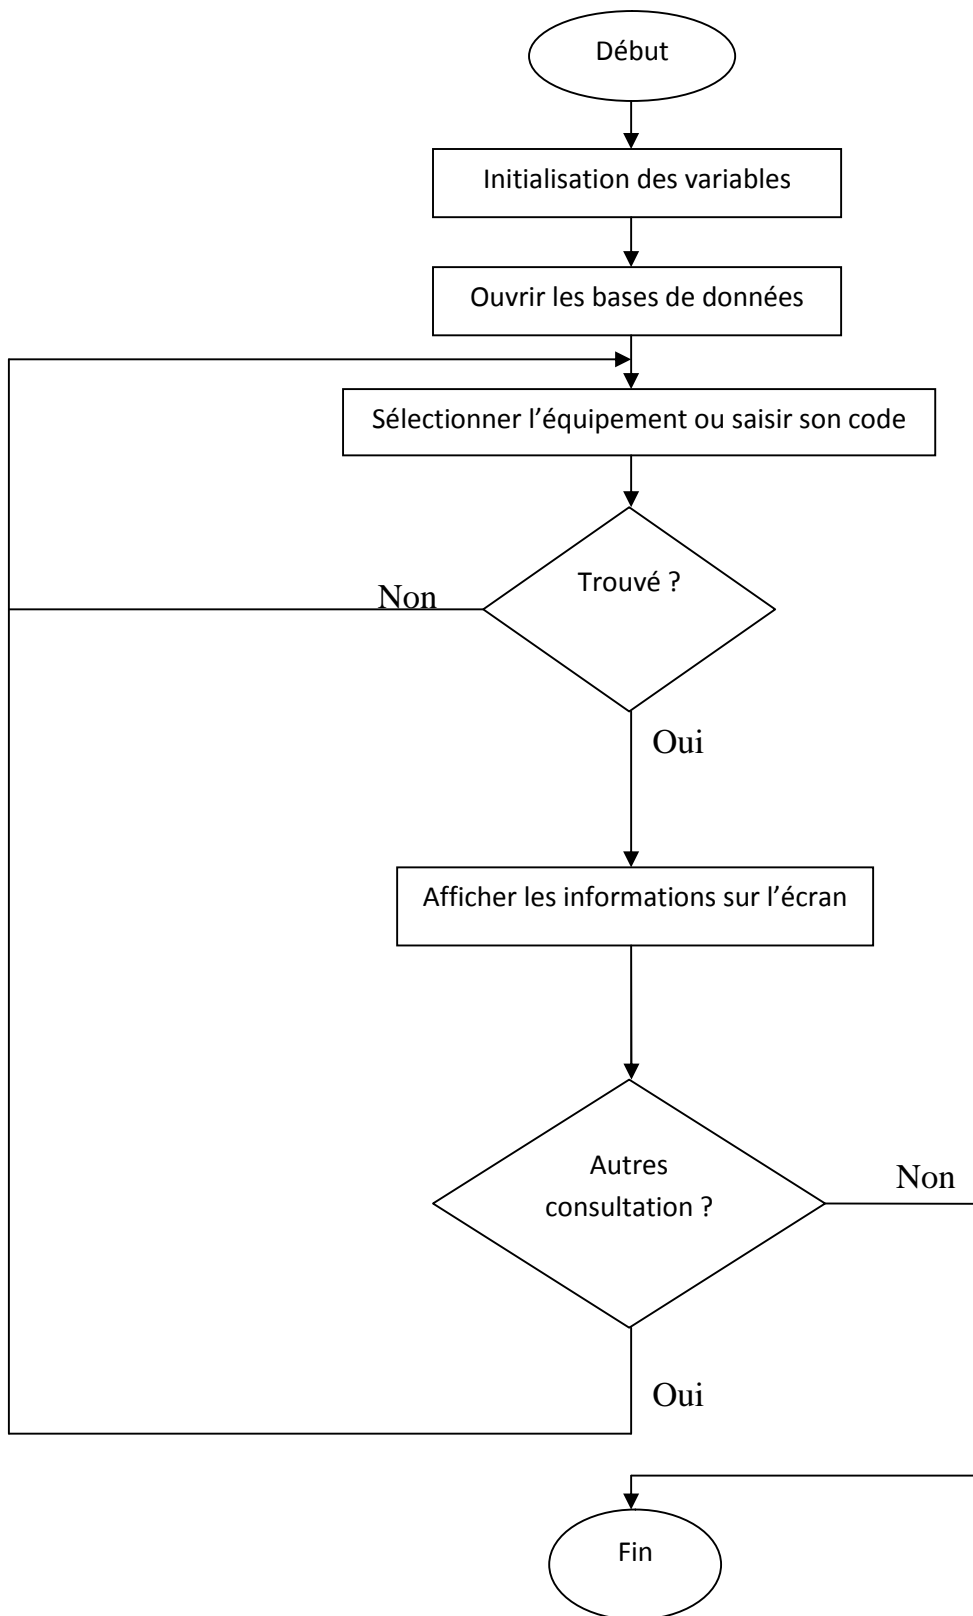 Début
Initialisation des variables
Ouvrir les bases de données
Sélectionner l’équipement ou saisir son code
Trouvé ?
Non
Oui
Afficher les informations sur l’écran
Autres
consultation ?
Non
Oui
Fin